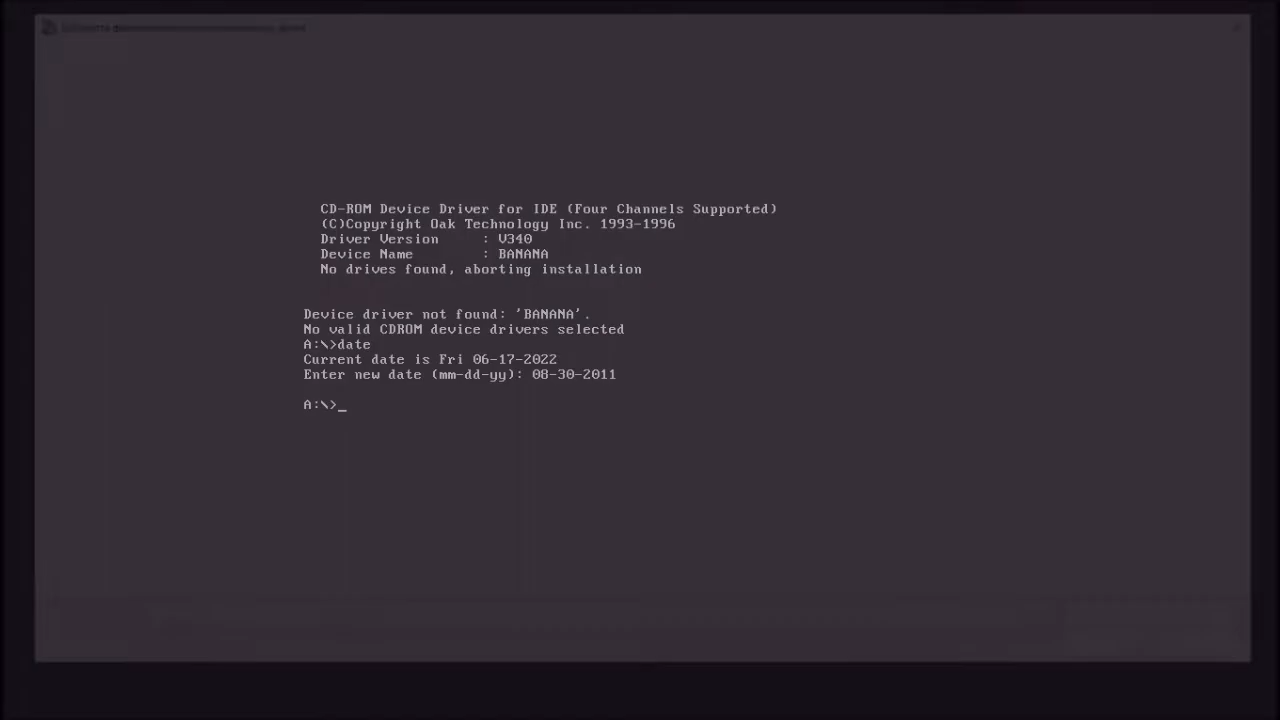 CD-ROM Device Driver for IDE (Four Channels Supported)
(C)Copyright Oak Technology Inc. 1993-1996
Driver Version : V340
Device Name : BANANA
No drives found, aborting installation
Device driver not found: 'BANANA'.
No valid CDROM device drivers selected
A:\>date
Current date is Fri 06-17-2022
Enter new date (mm-dd-yy): 08-30-2011
A:\>_